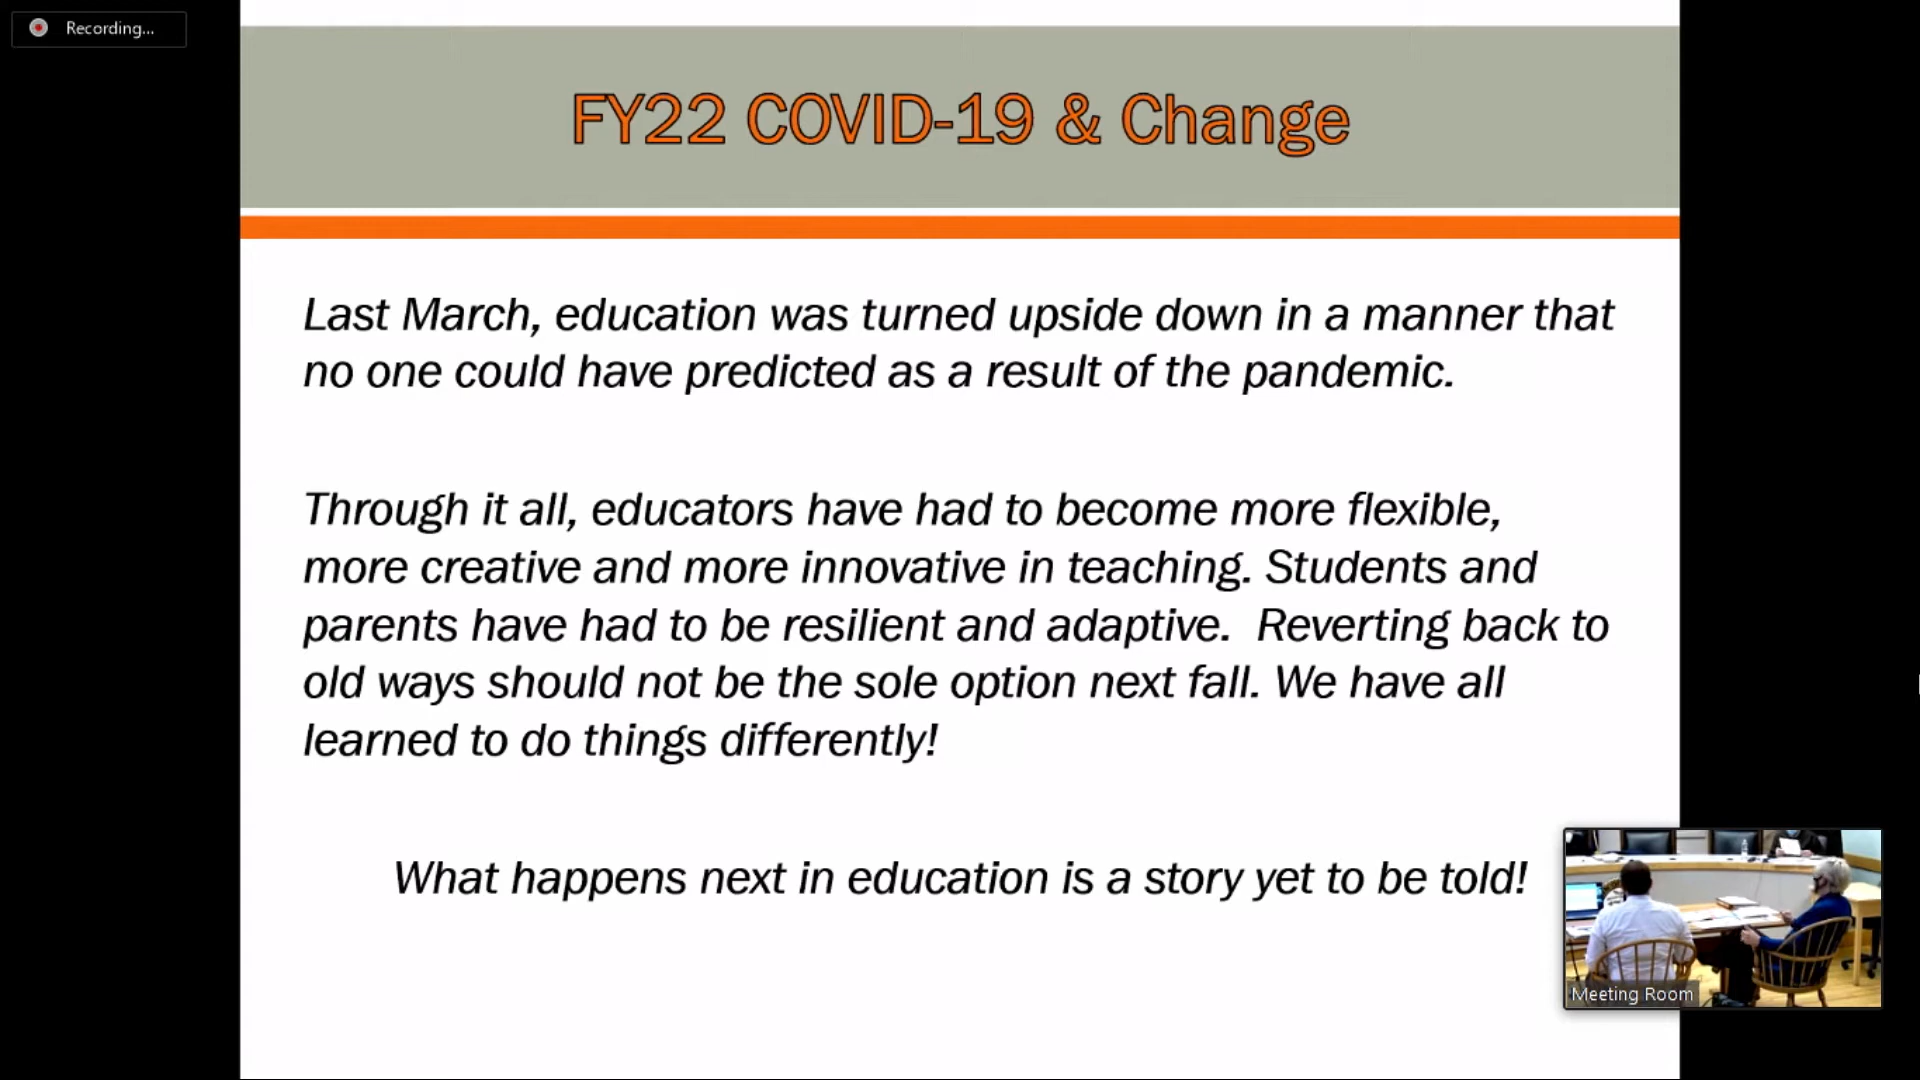 Recording...
FY22 COVID-19 & Change
Last March, education was turned upside down in a manner that
no one could have predicted as a result of the pandemic.
Through it all, educators have had to become more flexible,
more creative and more innovative in teaching. Students and
parents have had to be resilient and adaptive.  Reverting back to
old ways should not be the sole option next fall. We have all
learned to do things differently!
What happens next in education is a story yet to be told!
Meeting Room